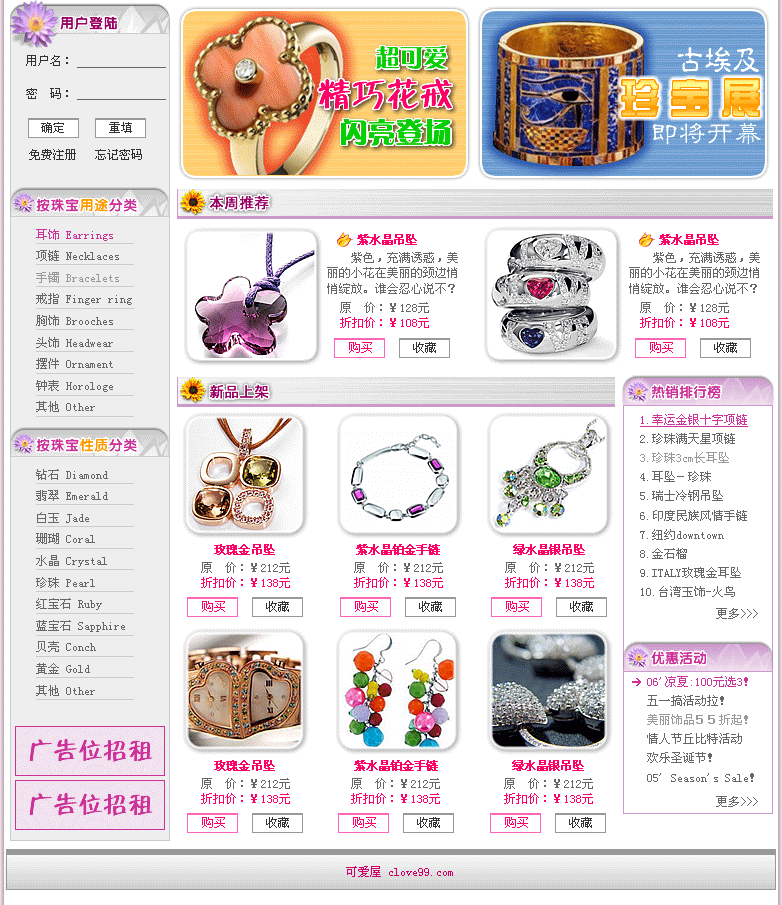 用户登陆
用户名：
密　码：
确定 重填
免费注册 忘记密码
超可爱
精巧花戒
闪亮登场
古埃及
珍宝展
即将开幕
按珠宝用途分类
耳饰 Earrings
项链 Necklaces
手镯 Bracelets
戒指 Finger ring
胸饰 Brooches
头饰 Headwear
摆件 Ornament
钟表 Horologe
其他 Other
按珠宝性质分类
钻石 Diamond
翡翠 Emerald
白玉 Jade
珊瑚 Coral
水晶 Crystal
珍珠 Pearl
红宝石 Ruby
蓝宝石 Sapphire
贝壳 Conch
黄金 Gold
其他 Other
广告位招租
广告位招租
本周推荐
紫水晶吊坠
紫色，充满诱惑，美
丽的小花在美丽的颈边悄
悄绽放。谁会忍心说不？
原　价：￥128元
折扣价：￥108元
购买 收藏
紫水晶吊坠
紫色，充满诱惑，美
丽的小花在美丽的颈边悄
悄绽放。谁会忍心说不？
原　价：￥128元
折扣价：￥108元
购买 收藏
新品上架
玫瑰金吊坠
原　价：￥212元
折扣价：￥138元
购买 收藏
紫水晶铂金手链
原　价：￥212元
折扣价：￥138元
购买 收藏
绿水晶银吊坠
原　价：￥212元
折扣价：￥138元
购买 收藏
玫瑰金吊坠
原　价：￥212元
折扣价：￥138元
购买 收藏
紫水晶铂金手链
原　价：￥212元
折扣价：￥138元
购买 收藏
绿水晶银吊坠
原　价：￥212元
折扣价：￥138元
购买 收藏
热销排行榜
1. 幸运金银十字项链
2. 珍珠满天星项链
3. 珍珠3cm长耳坠
4. 耳坠－珍珠
5. 瑞士冷钢吊坠
6. 印度民族风情手链
7. 纽约downtown
8. 金石榴
9. ITALY玫瑰金耳坠
10. 台湾玉饰-火鸟
更多>>>
优惠活动
06' 凉夏:100元选3!
五一搞活动拉!
美丽饰品５５折起!
情人节丘比特活动
欢乐圣诞节!
05' Season's Sale!
更多>>>
可爱屋 clove99.com